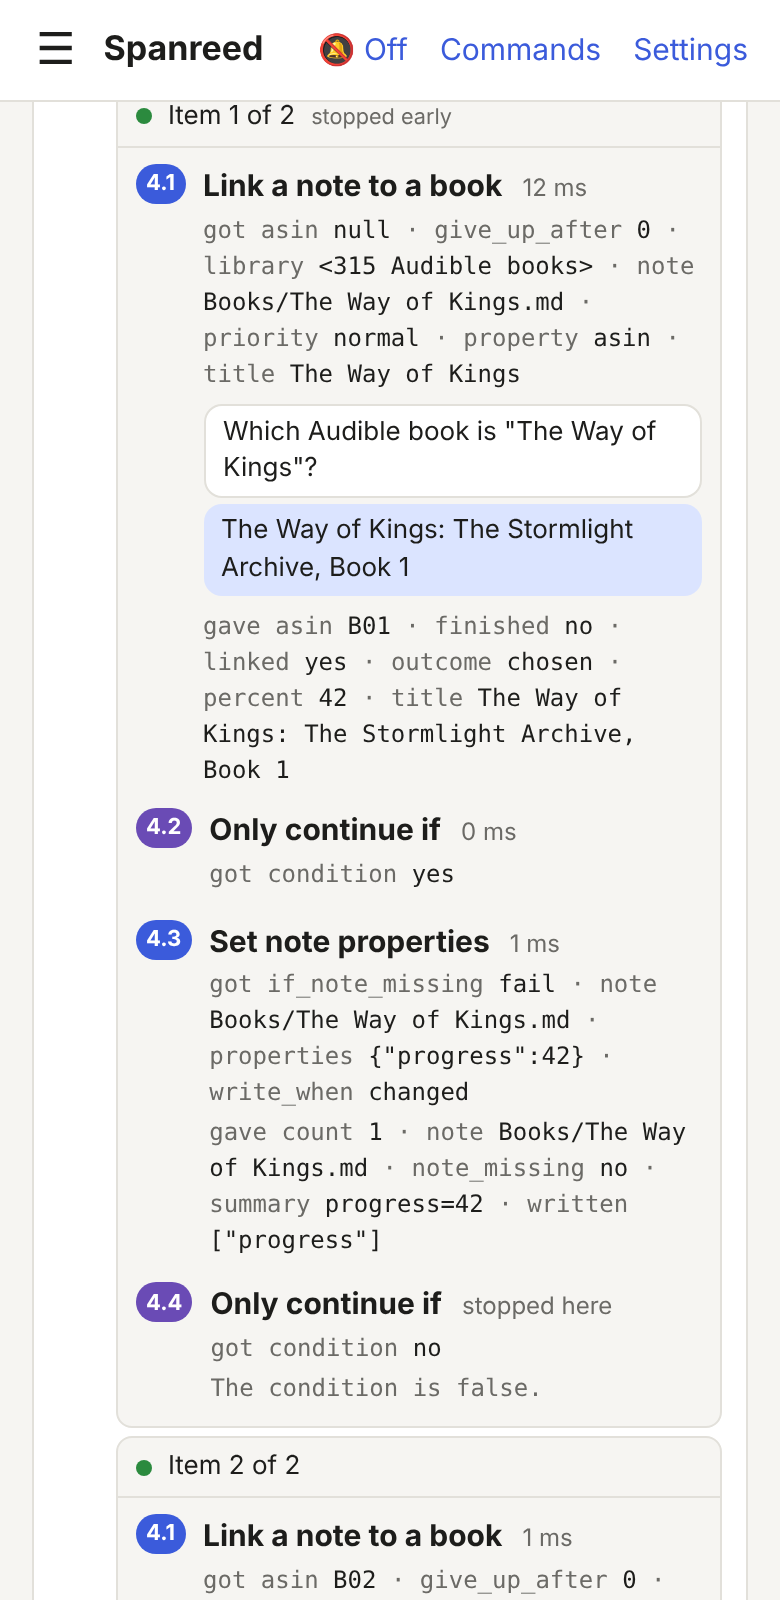 ☰ Spanreed 🔕 Off Commands Settings
Item 1 of 2 stopped early
4.1 Link a note to a book 12 ms
got asin null · give_up_after 0 ·
library <315 Audible books> · note
Books/The Way of Kings.md ·
priority normal · property asin ·
title The Way of Kings
Which Audible book is "The Way of
Kings"?
The Way of Kings: The Stormlight
Archive, Book 1
gave asin B01 · finished no ·
linked yes · outcome chosen ·
percent 42 · title The Way of
Kings: The Stormlight Archive,
Book 1
4.2 Only continue if 0 ms
got condition yes
4.3 Set note properties 1 ms
got if_note_missing fail · note
Books/The Way of Kings.md ·
properties {"progress":42} ·
write_when changed
gave count 1 · note Books/The Way
of Kings.md · note_missing no ·
summary progress=42 · written
["progress"]
4.4 Only continue if stopped here
got condition no
The condition is false.
Item 2 of 2
4.1 Link a note to a book 1 ms
got asin B02 · give_up_after 0 ·